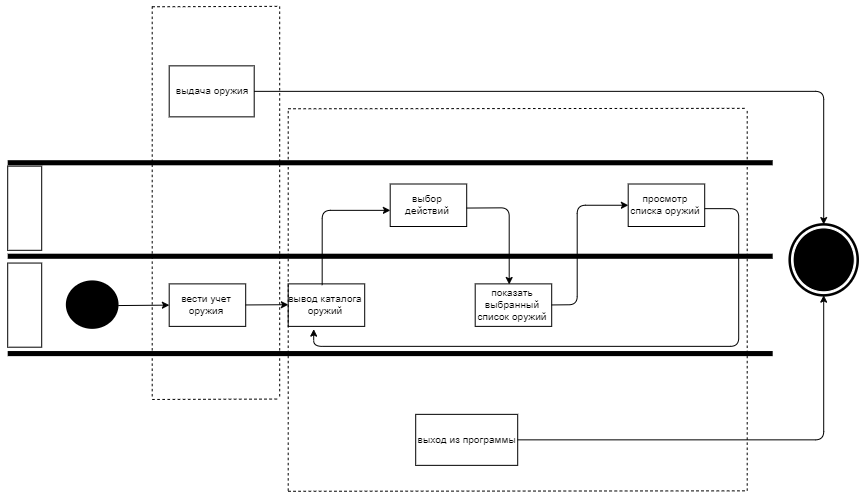 выдача оружия
выбор
действий
просмотр
списка оружий
вести учет
оружия
вывод каталога
оружий
показать
выбранный
список оружий
выход из программы